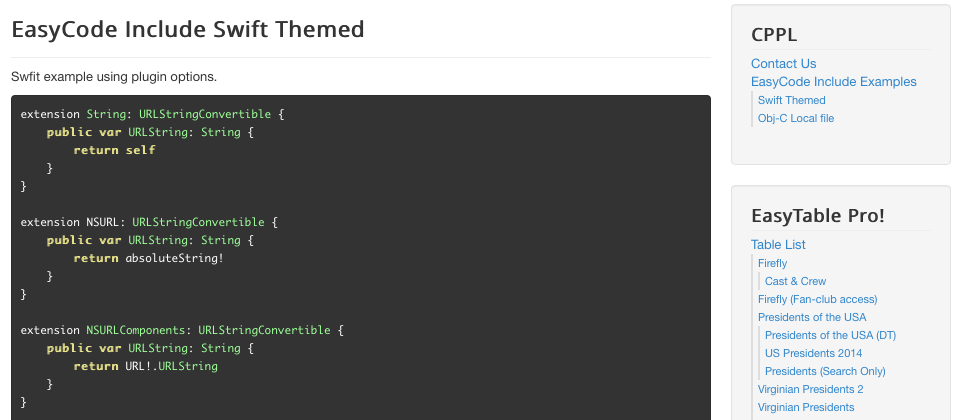 EasyCode Include Swift Themed
Swfit example using plugin options.
extension String: URLStringConvertible {
    public var URLString: String {
        return self
    }
}

extension NSURL: URLStringConvertible {
    public var URLString: String {
        return absoluteString!
    }
}

extension NSURLComponents: URLStringConvertible {
    public var URLString: String {
        return URL!.URLString
    }
}
CPPL
Contact Us
EasyCode Include Examples
Swift Themed
Obj-C Local file
EasyTable Pro!
Table List
Firefly
Cast & Crew
Firefly (Fan-club access)
Presidents of the USA
Presidents of the USA (DT)
US Presidents 2014
Presidents (Search Only)
Virginian Presidents 2
Virginian Presidents